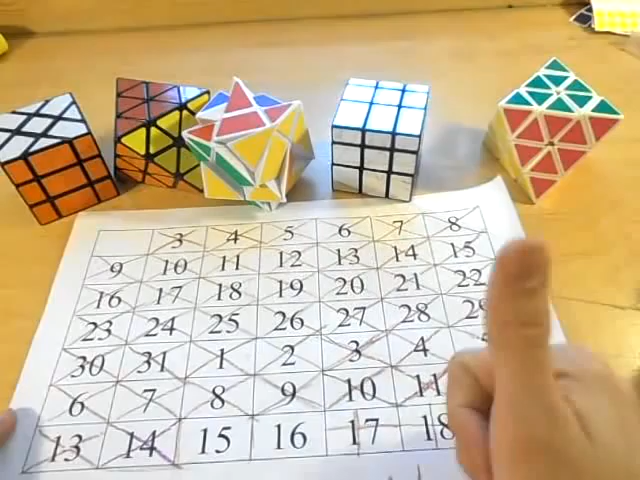 3 4 5 6 7 8
9 10 11 12 13 14 15
16 17 18 19 20 21 22
23 24 25 26 27 28
30 31 1 2 3 4
6 7 8 9 10 11
13 14 15 16 17 18